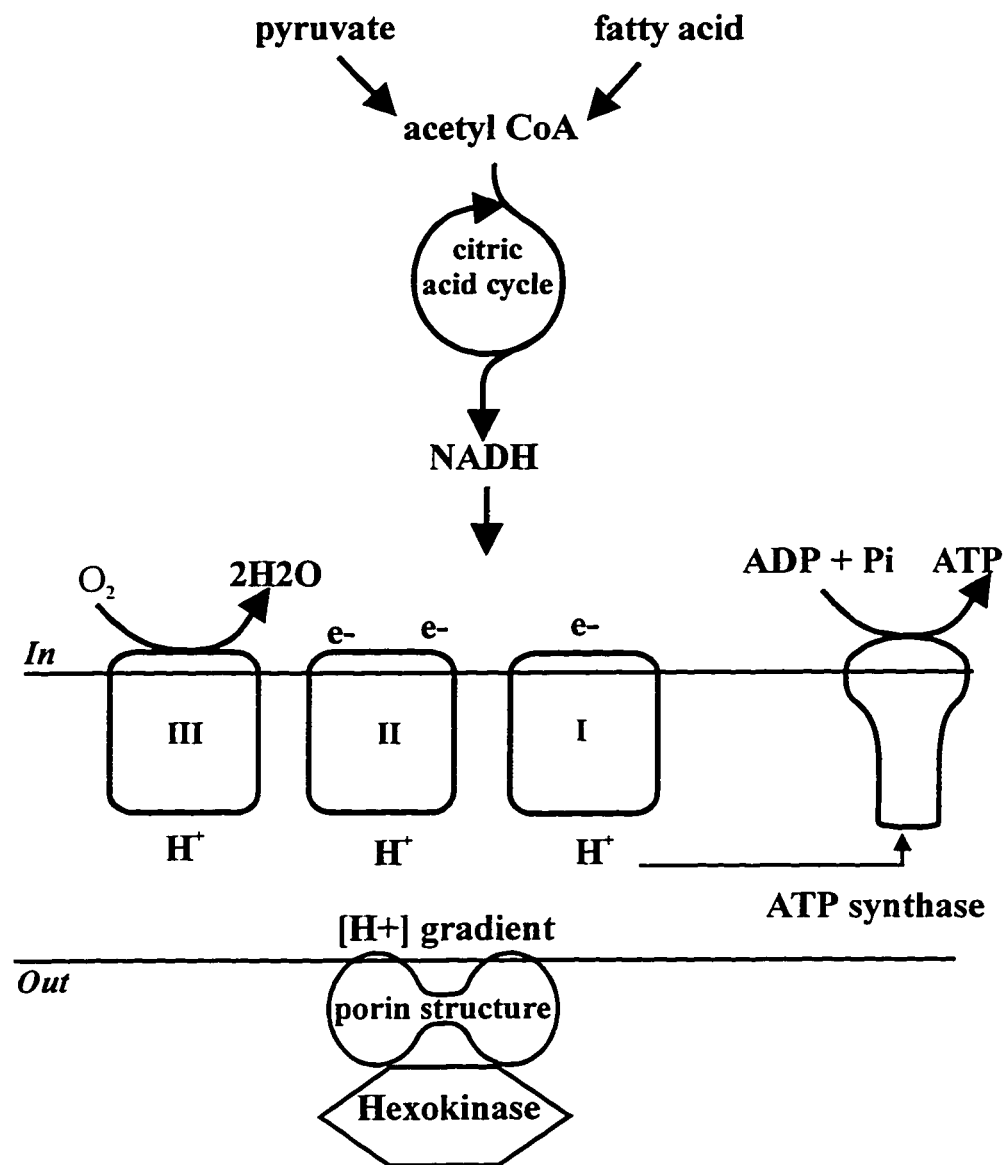 pyruvate fatty acid
acetyl CoA
citric
acid cycle
NADH
O₂ 2H2O ADP + Pi ATP
e- e- e-
In
III II I
H⁺ H⁺ H⁺
ATP synthase
[H+] gradient
Out
porin structure
Hexokinase